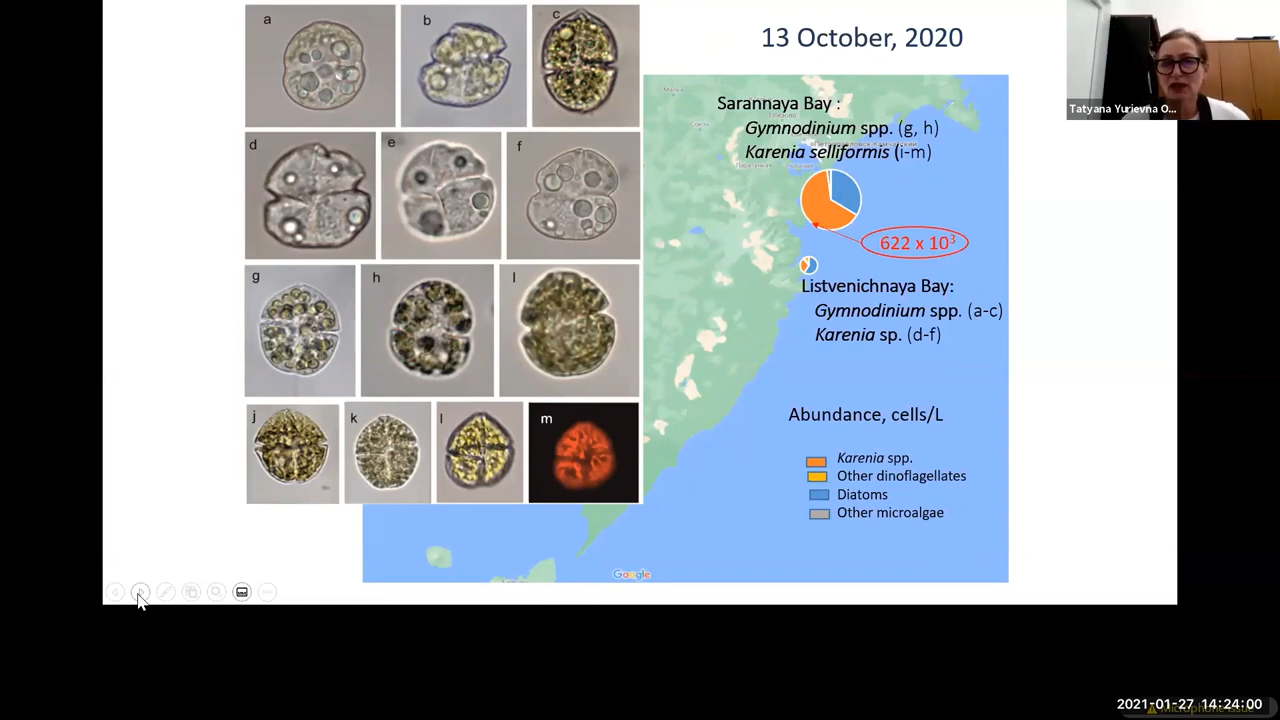 13 October, 2020
Sarannaya Bay :
Gymnodinium spp. (g, h)
Karenia selliformis (i-m)
622 x 10³
Listvenichnaya Bay:
Gymnodinium spp. (a-c)
Karenia sp. (d-f)
Abundance, cells/L
Karenia spp.
Other dinoflagellates
Diatoms
Other microalgae
Google
a
b
c
d
e
f
g
h
I
j
k
l
m
Tatyana Yurievna O...
2021-01-27 14:24:00